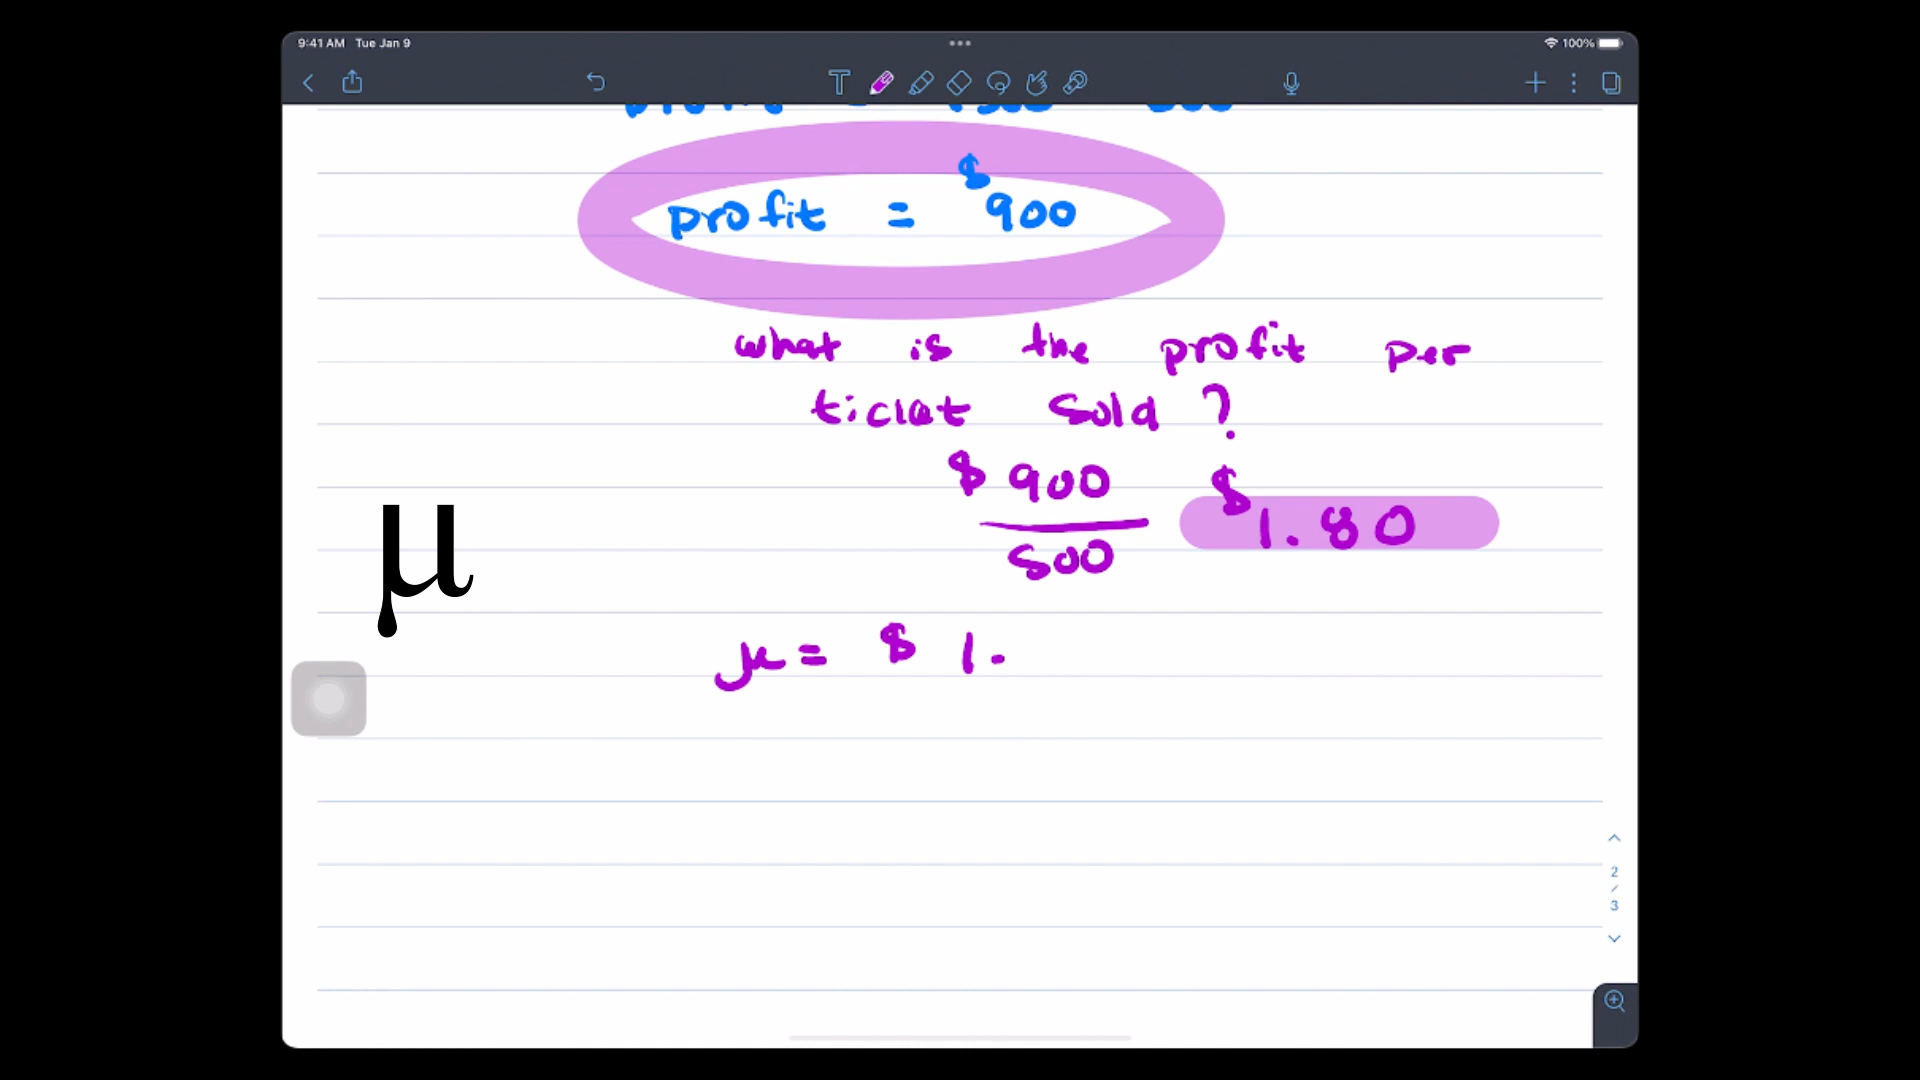 9:41 AM Tue Jan 9
100%
T
profit = $900
what is the profit per
ticket sold ?
$ 900
$1.80
500
μ
μ = $ 1.
2
/
3